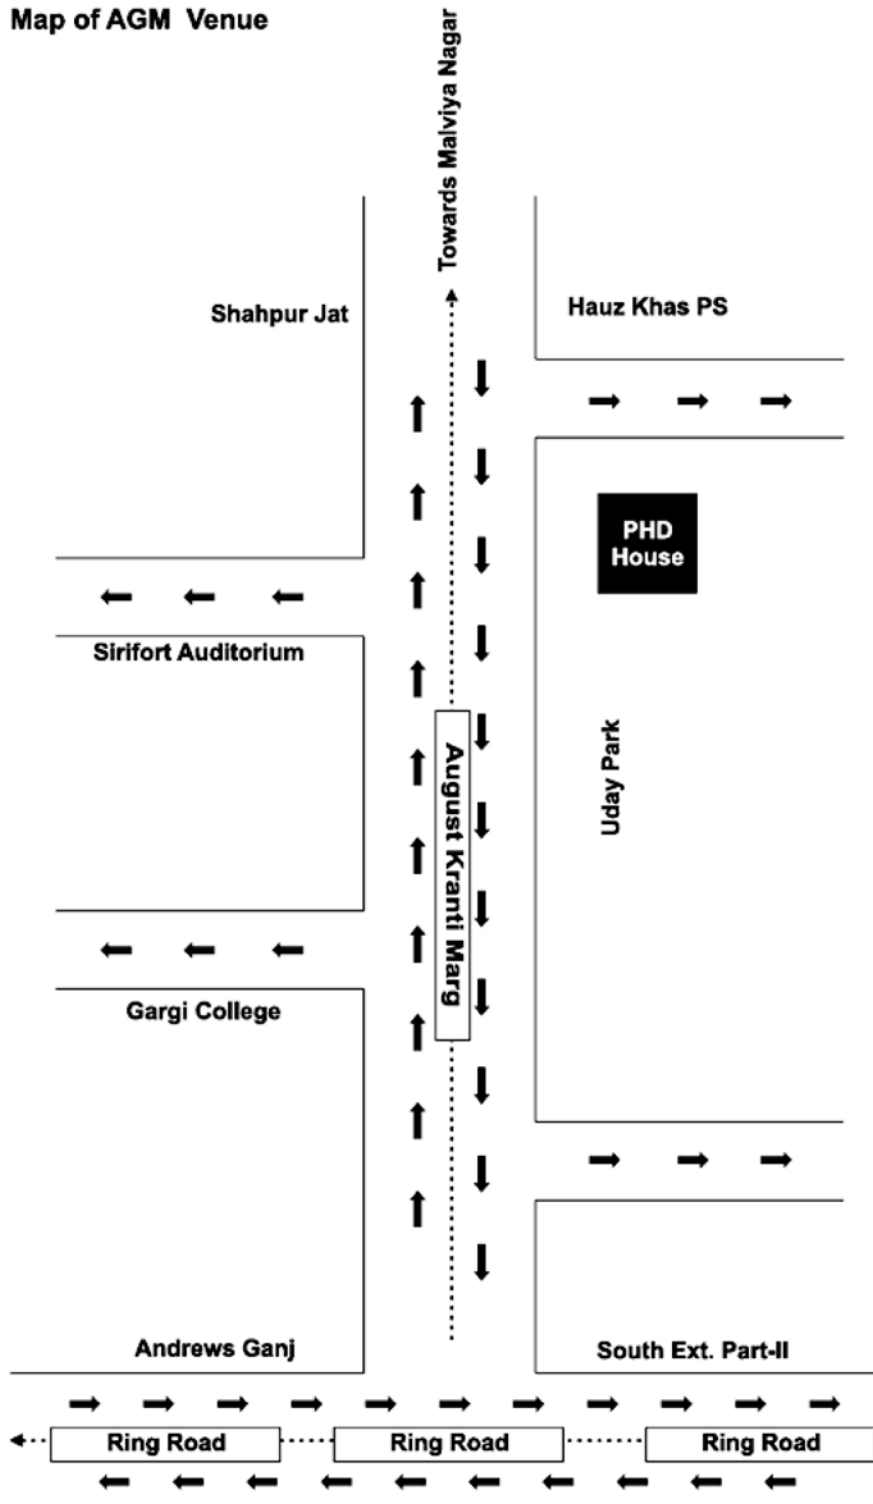 Map of AGM Venue
Towards Malviya Nagar
Shahpur Jat
Hauz Khas PS
PHD
House
Sirifort Auditorium
August Kranti Marg
Uday Park
Gargi College
Andrews Ganj
South Ext. Part-II
Ring Road
Ring Road
Ring Road